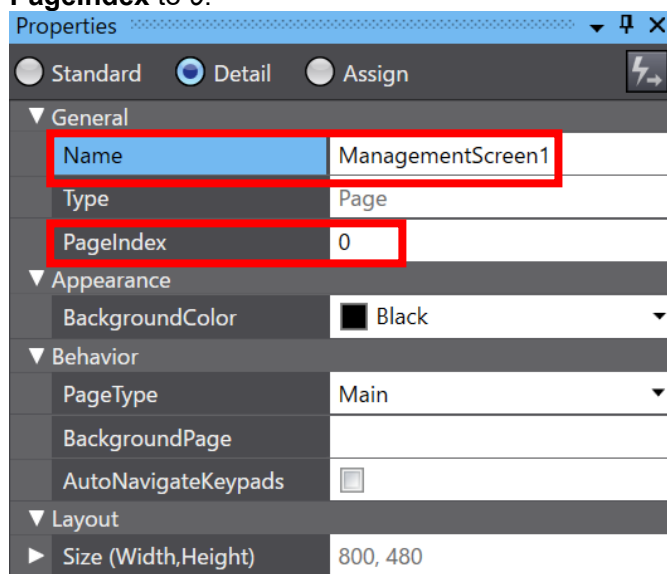 PageIndex to 0.
Properties
Standard Detail Assign
General
Name ManagementScreen1
Type Page
PageIndex 0
Appearance
BackgroundColor Black
Behavior
PageType Main
BackgroundPage
AutoNavigateKeypads
Layout
Size (Width,Height) 800, 480